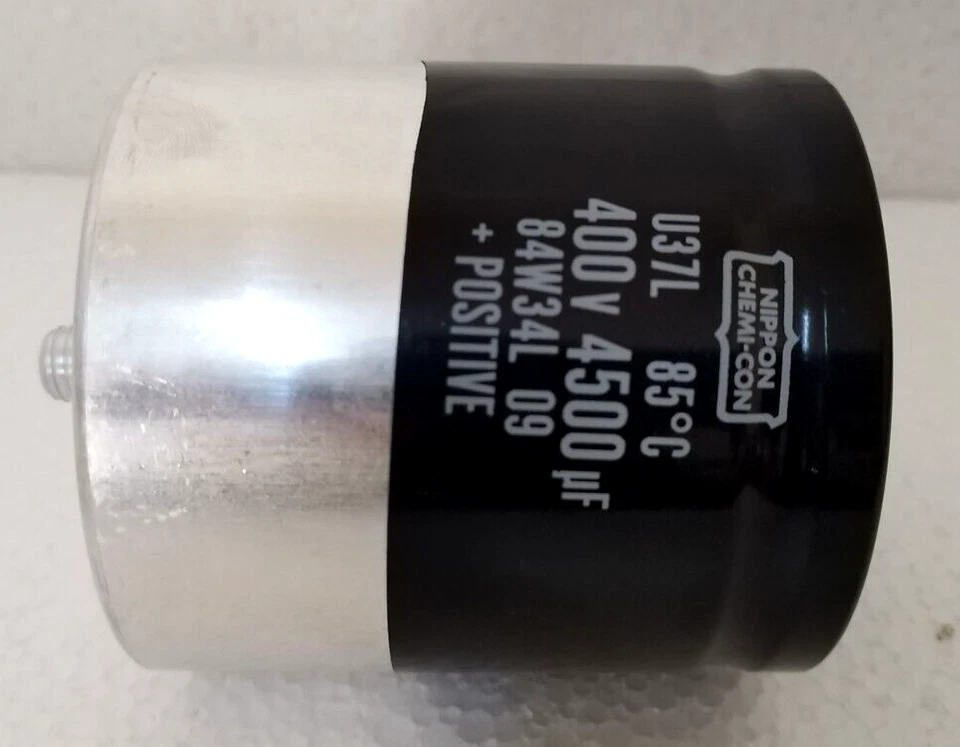 NIPPON
CHEMI-CON
U37L 85°C
400V 4500µF
84W34L 09
+ POSITIVE